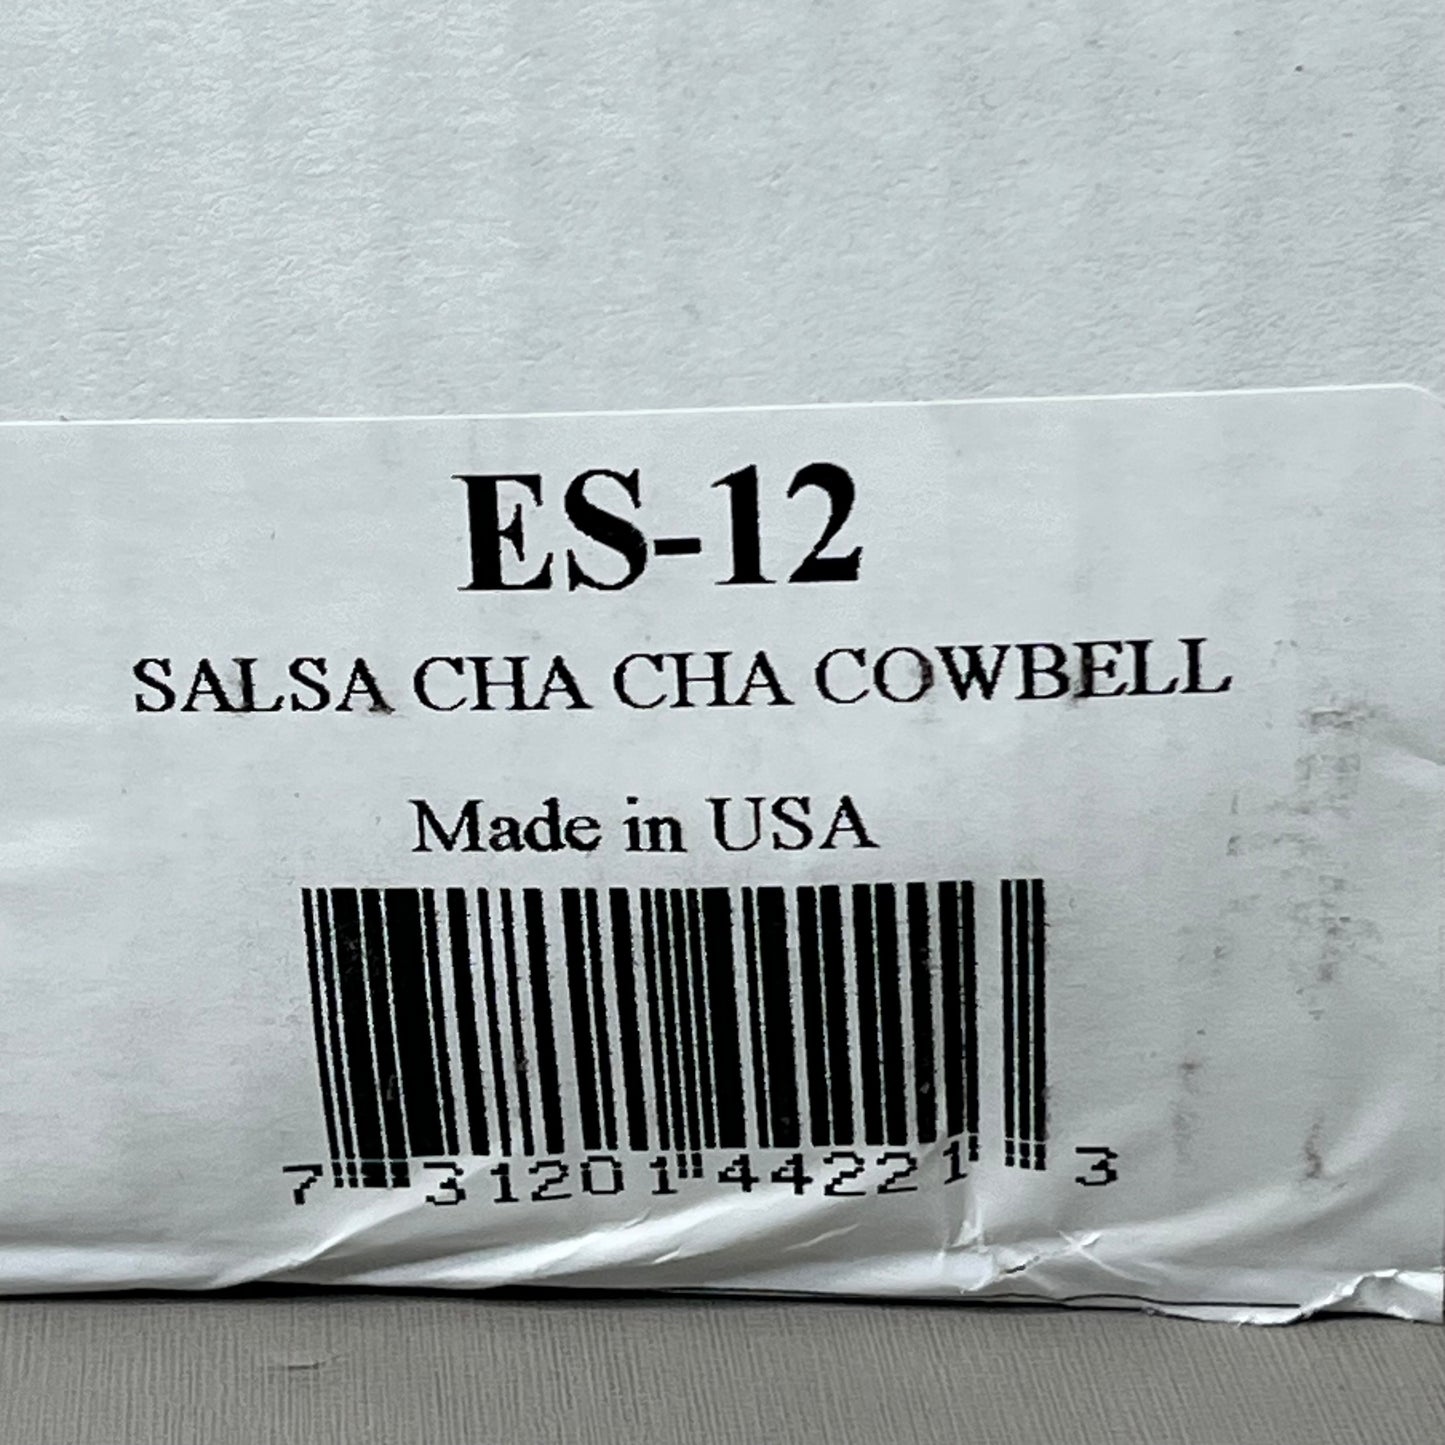 ES-12
SALSA CHA CHA COWBELL
Made in USA
7 31201 44221 3